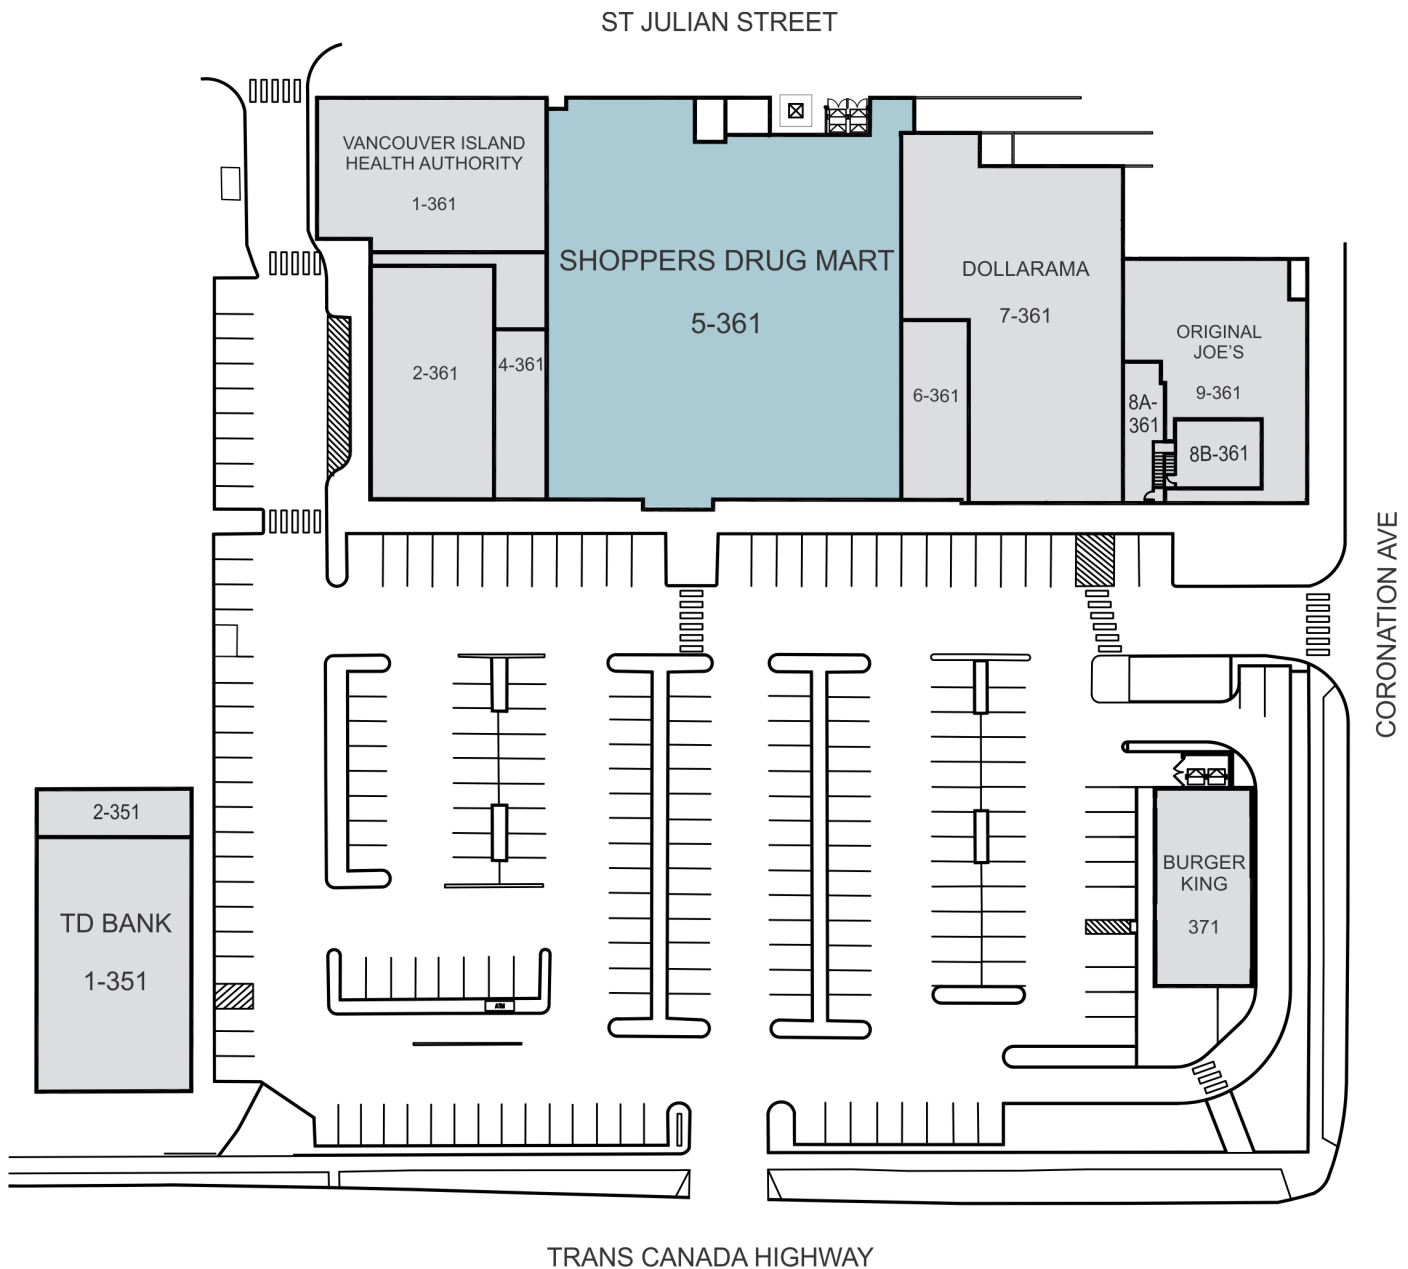 ST JULIAN STREET
VANCOUVER ISLAND
HEALTH AUTHORITY
1-361
SHOPPERS DRUG MART
5-361
DOLLARAMA
7-361
ORIGINAL
JOE'S
9-361
2-361
4-361
6-361
8A-
361
8B-361
CORONATION AVE
2-351
TD BANK
1-351
BURGER
KING
371
ATM
TRANS CANADA HIGHWAY